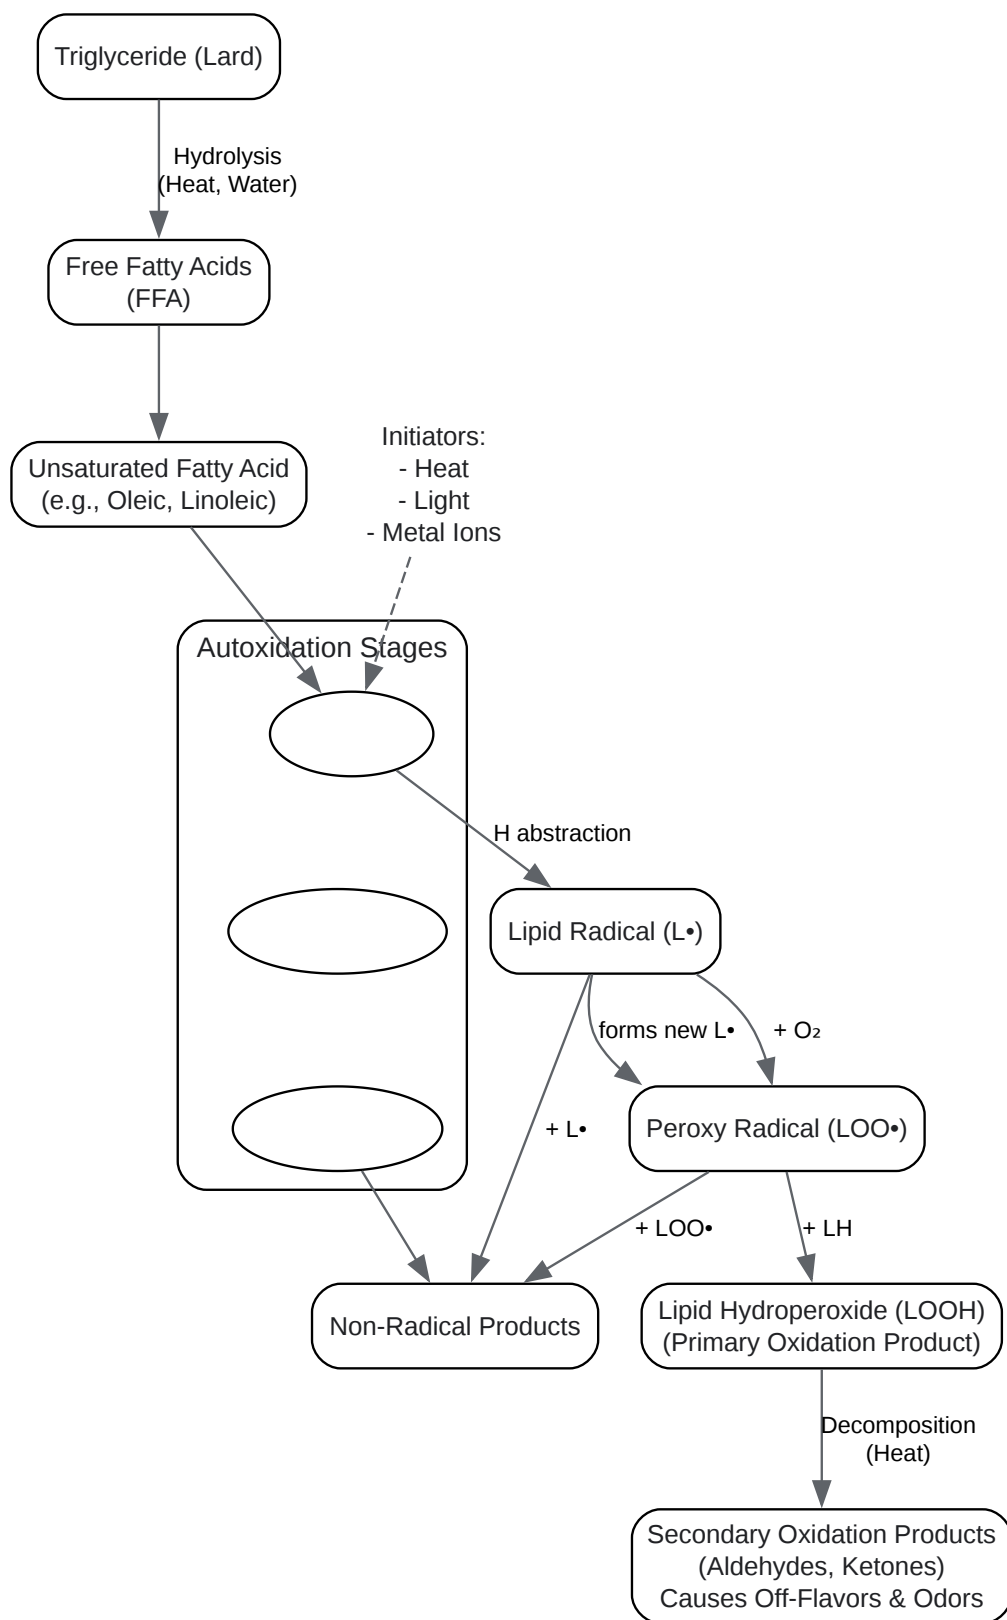 Triglyceride (Lard)
Hydrolysis
(Heat, Water)
Free Fatty Acids
(FFA)
Unsaturated Fatty Acid
(e.g., Oleic, Linoleic)
Initiators:
- Heat
- Light
- Metal Ions
Autoxidation Stages
H abstraction
Lipid Radical (L•)
forms new L•
+ O₂
+ L•
Peroxy Radical (LOO•)
+ LOO•
+ LH
Non-Radical Products
Lipid Hydroperoxide (LOOH)
(Primary Oxidation Product)
Decomposition
(Heat)
Secondary Oxidation Products
(Aldehydes, Ketones)
Causes Off-Flavors & Odors